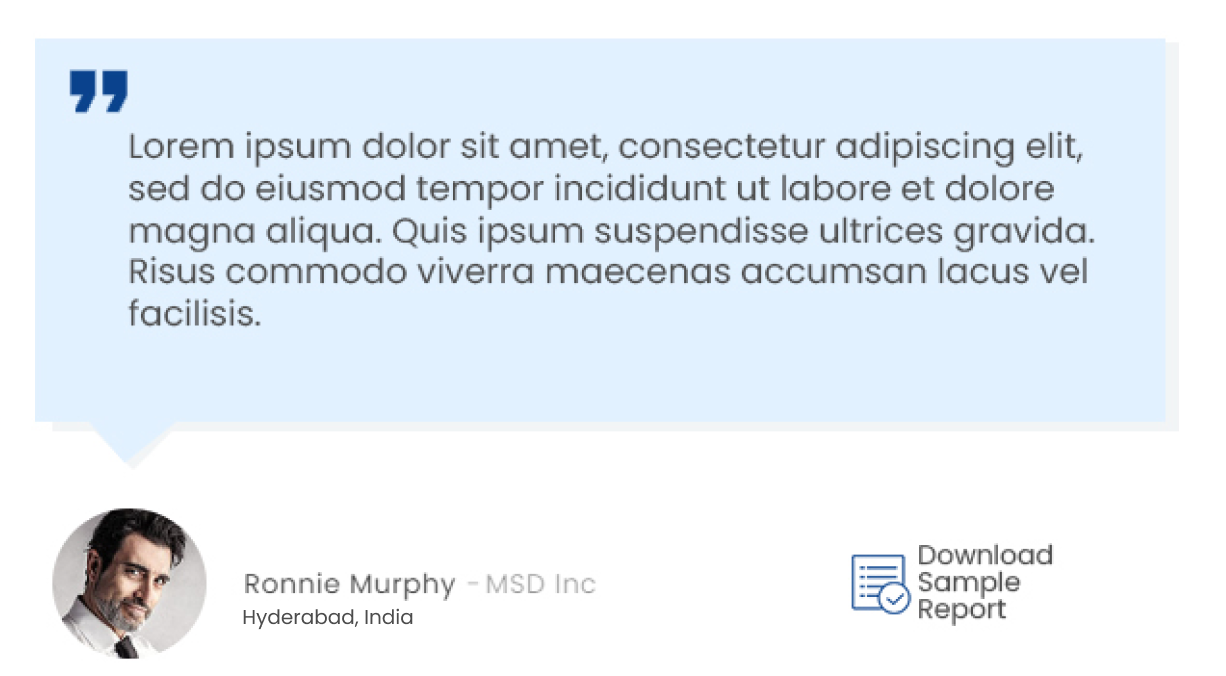 Lorem ipsum dolor sit amet, consectetur adipiscing elit,
sed do eiusmod tempor incididunt ut labore et dolore
magna aliqua. Quis ipsum suspendisse ultrices gravida.
Risus commodo viverra maecenas accumsan lacus vel
facilisis.
Ronnie Murphy - MSD Inc
Hyderabad, India
Download
Sample
Report